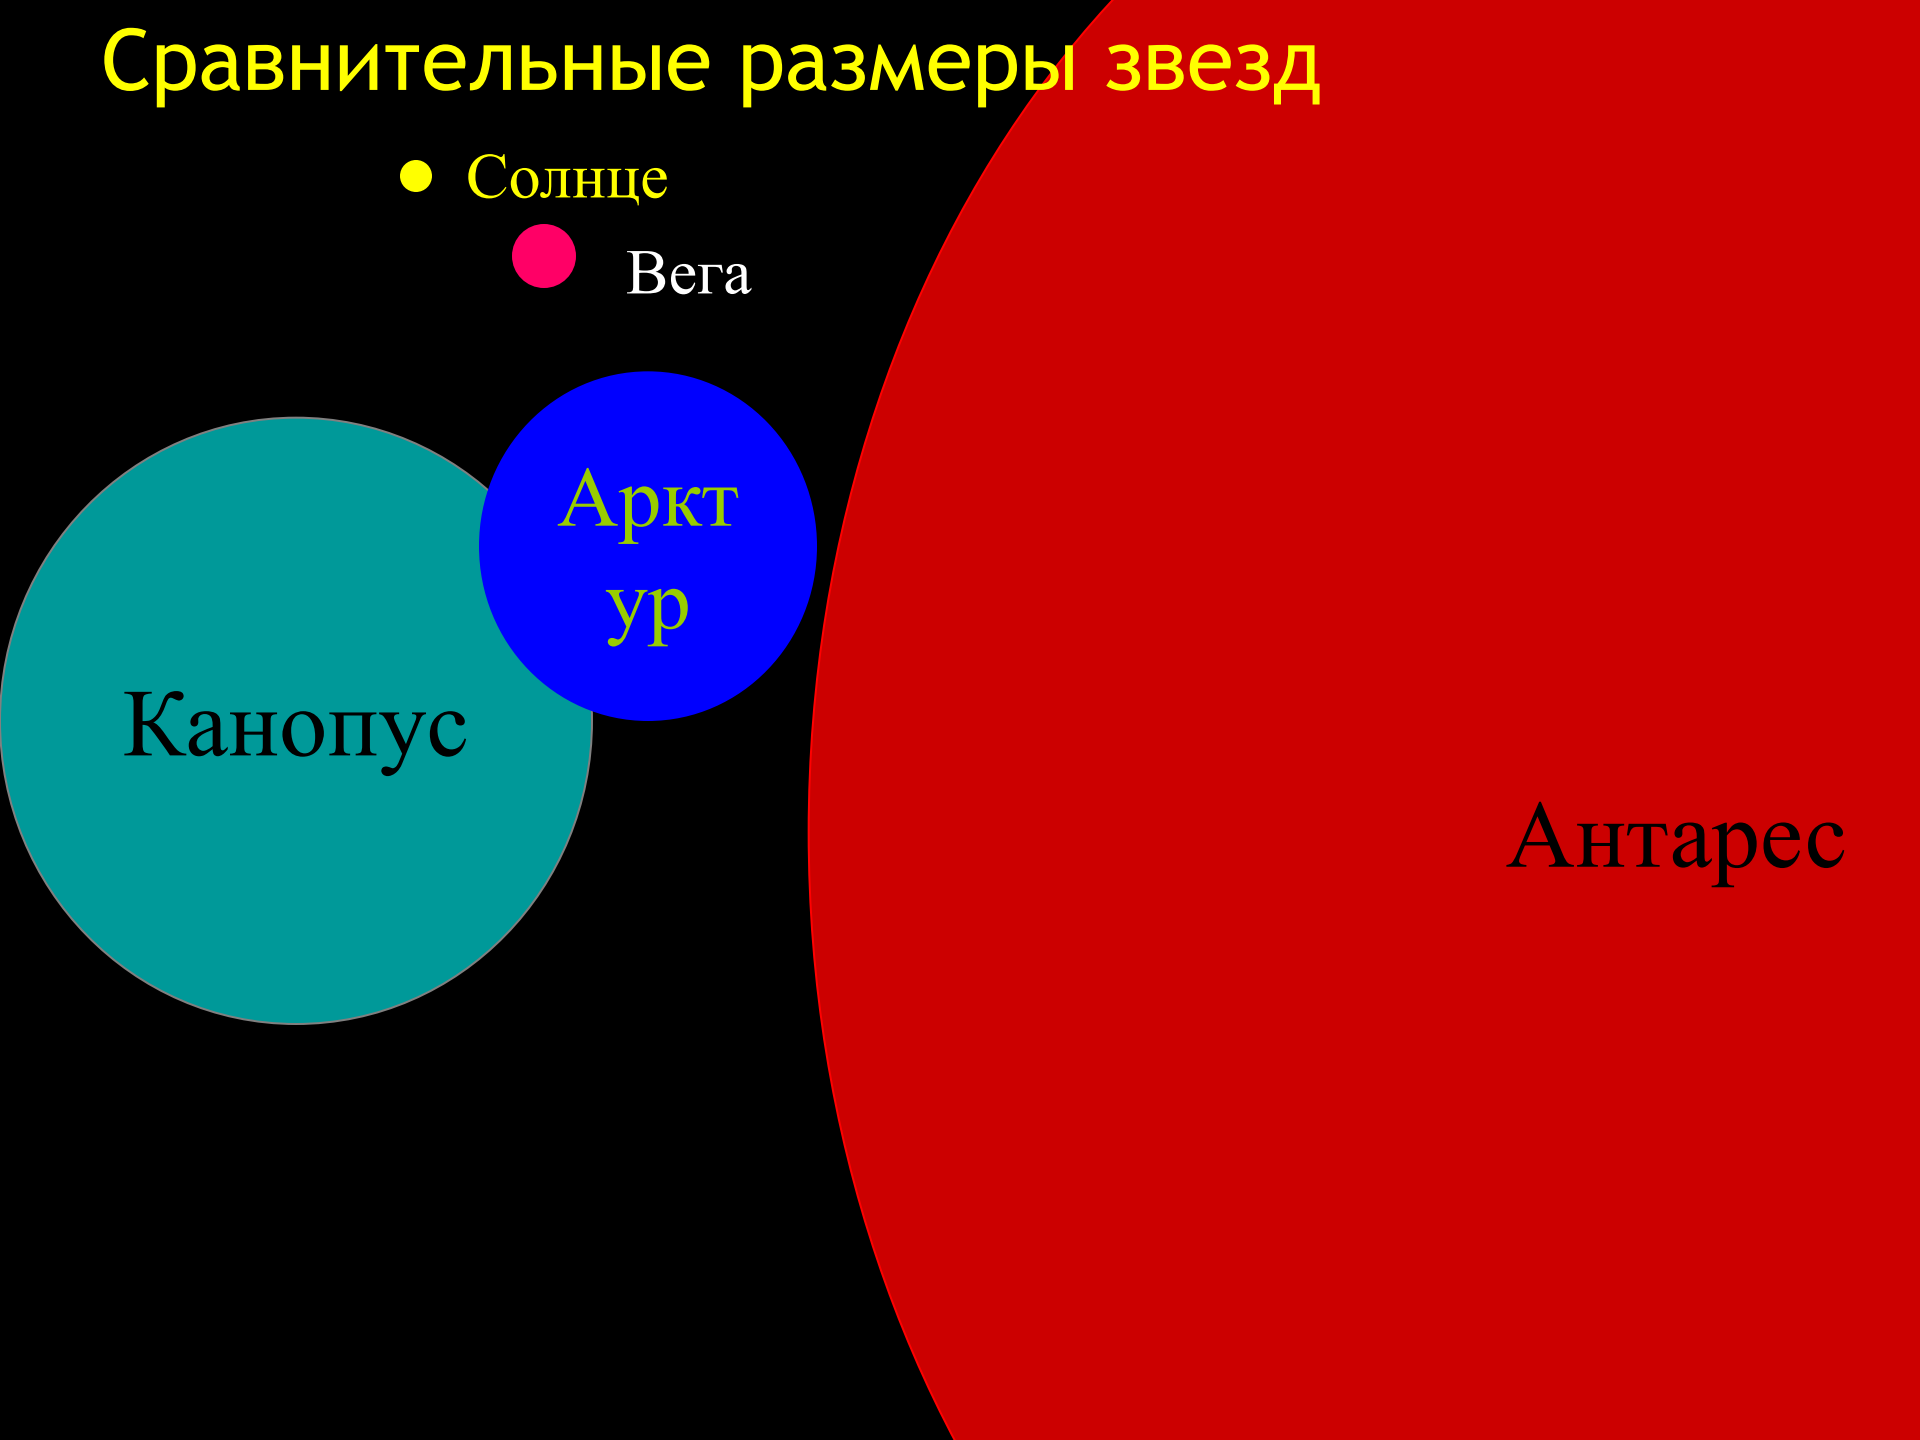 Сравнительные размеры звезд
Солнце
Вега
Аркт
ур
Канопус
Антарес